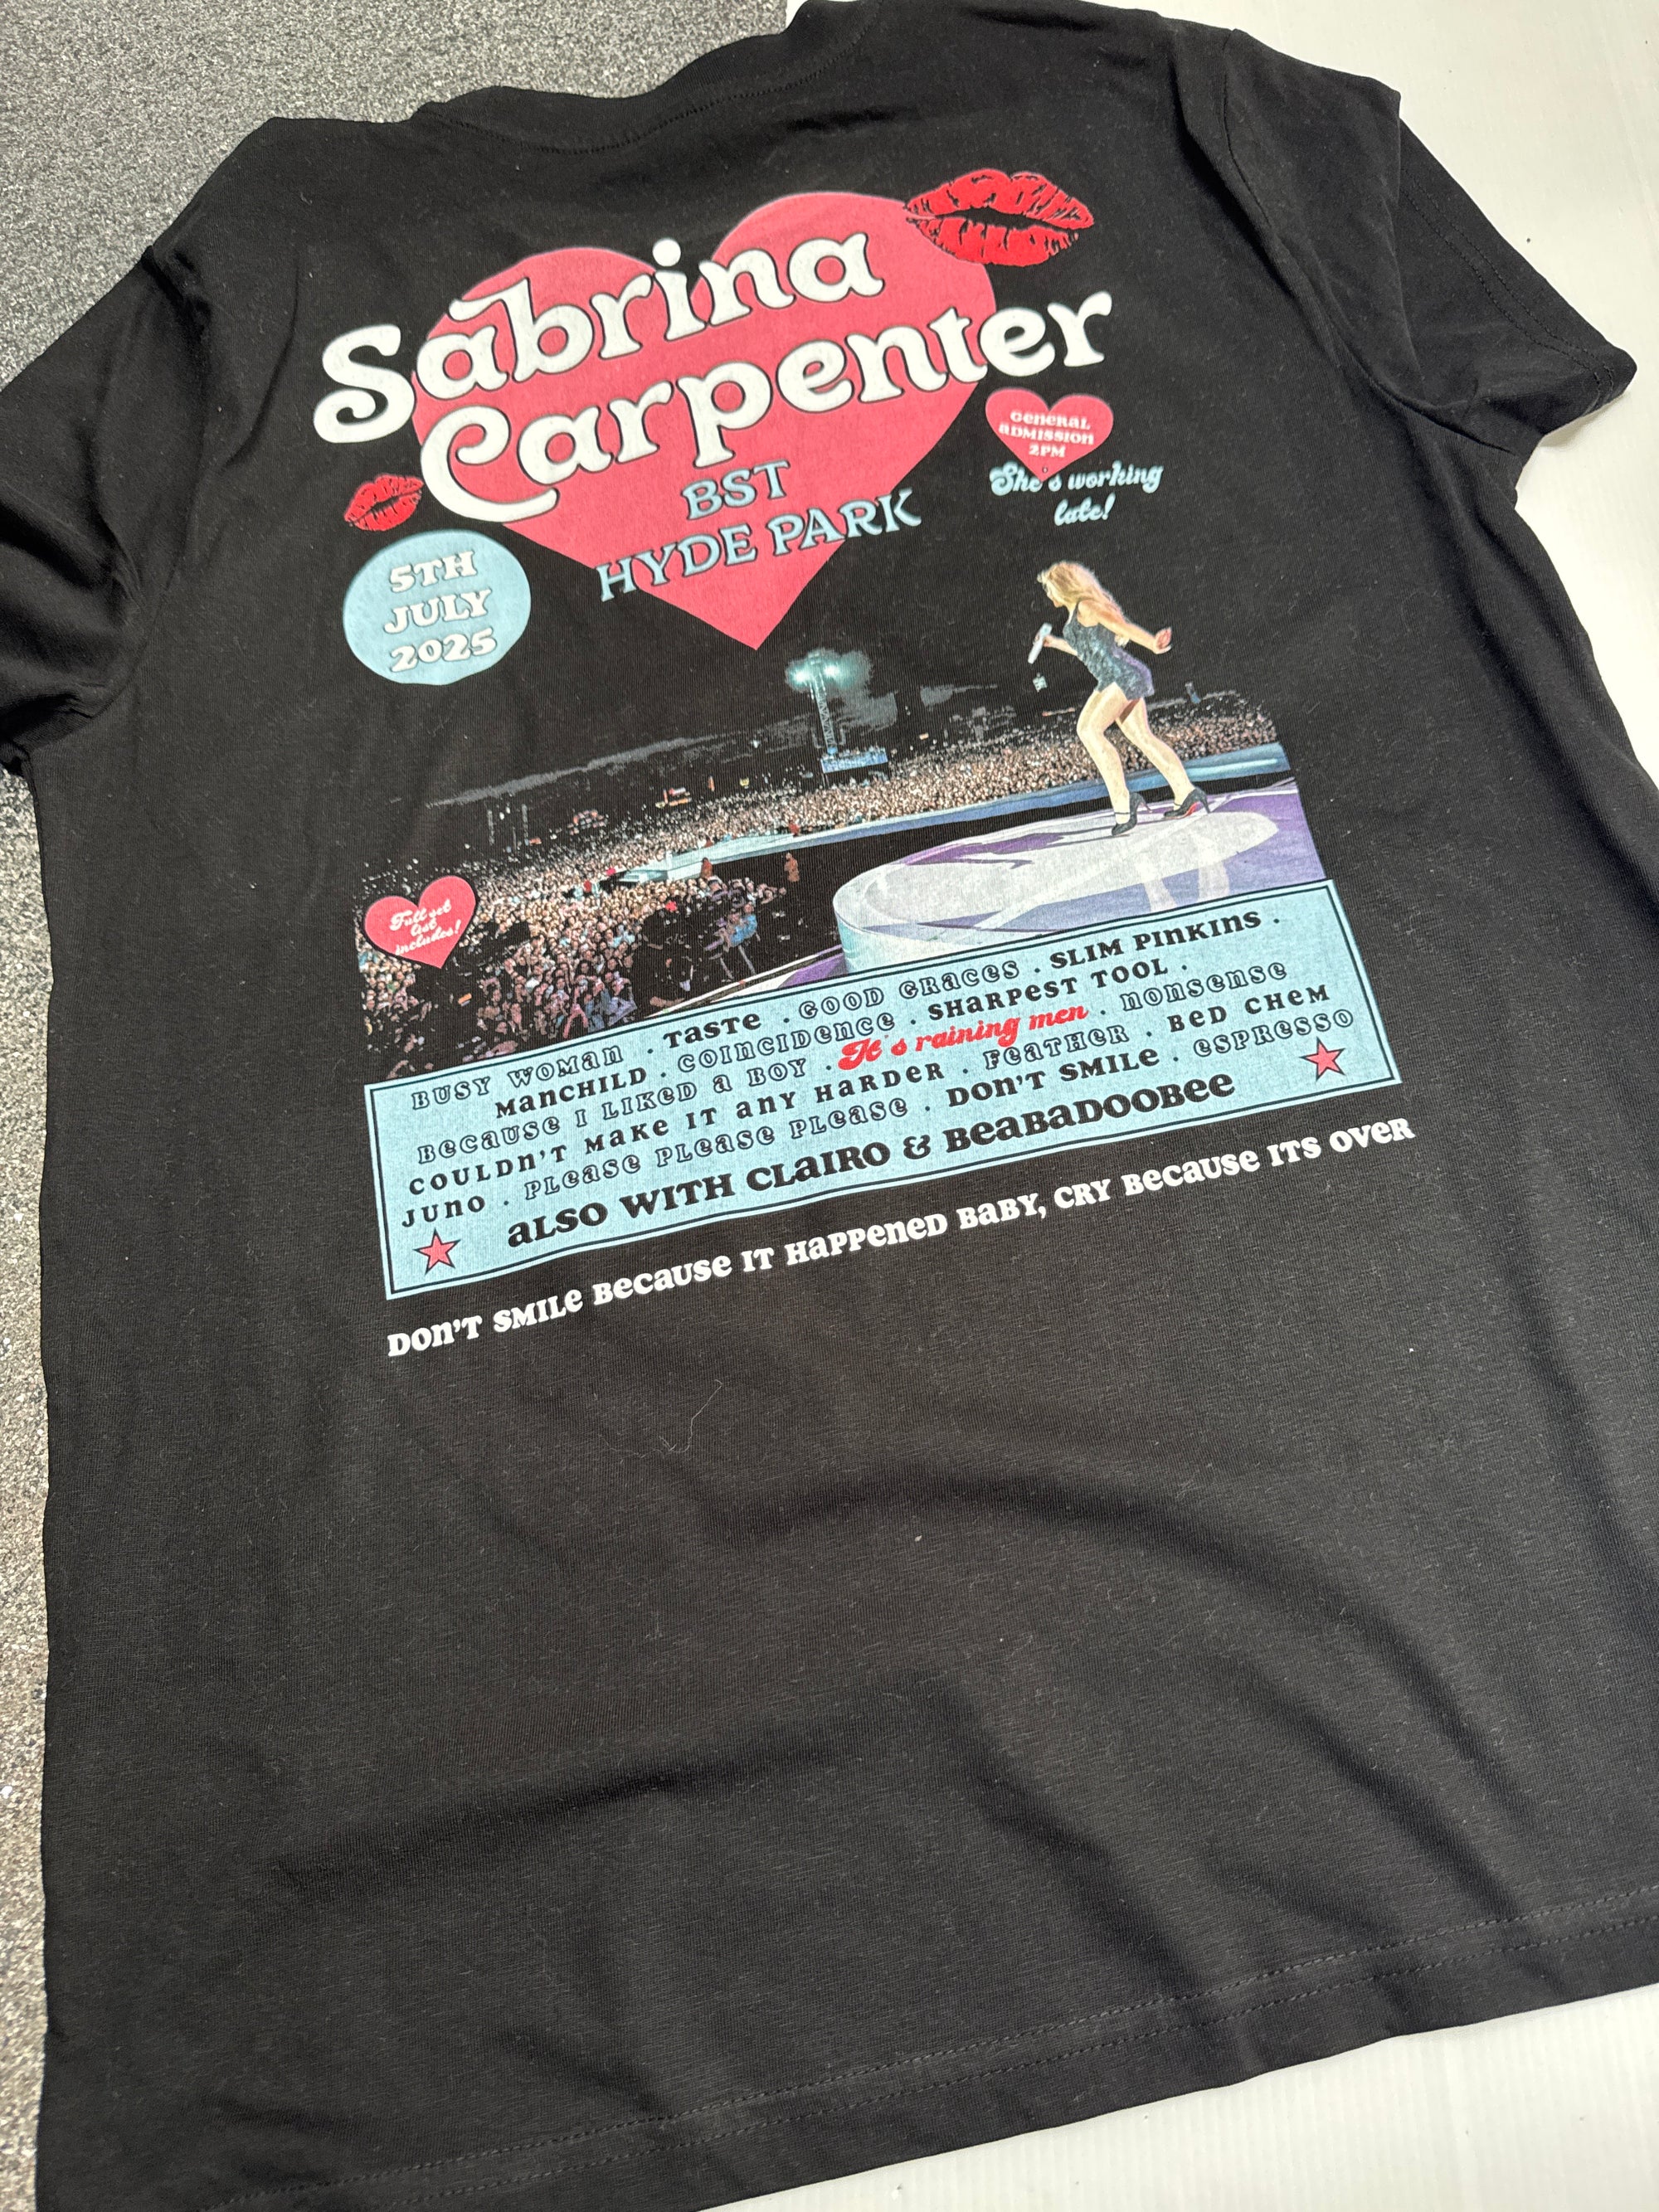 Sabrina
Carpenter
BST
HYDE PARK
GENERAL
ADMISSION
2PM
She's working
late!
5TH
JULY
2025
Full set
list
includes!
BUSY WOMAN . TASTE . GOOD GRACES . SLIM PINKINS .
MANCHILD . COINCIDENCE . SHARPEST TOOL .
BECAUSE I LIKED A BOY . It's raining men . NONSENSE
COULDN'T MAKE IT ANY HARDER . FEATHER . BED CHEM
JUNO . PLEASE PLEASE PLEASE . DON'T SMILE . ESPRESSO
ALSO WITH CLAIRO & BEABADOOBEE
DON'T SMILE BECAUSE IT HAPPENED BABY, CRY BECAUSE ITS OVER